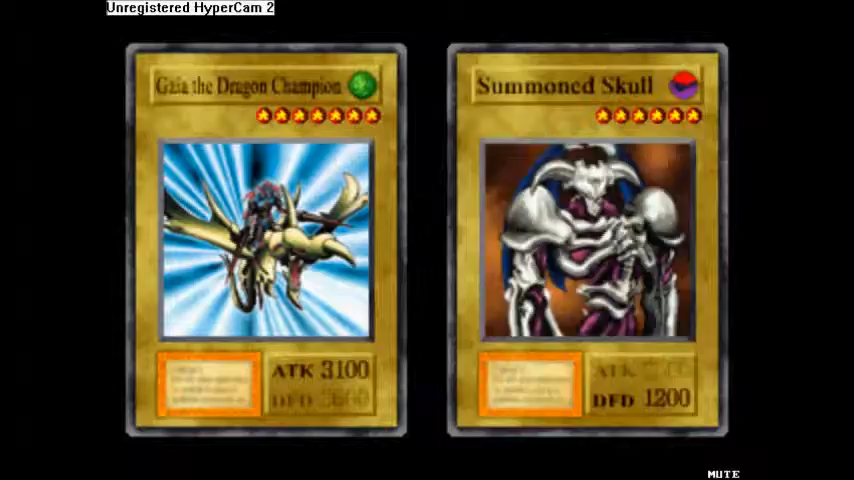 Unregistered HyperCam 2
Gaia the Dragon Champion
Summoned Skull
ATK 3100
DFD
ATK
DFD 1200
MUTE